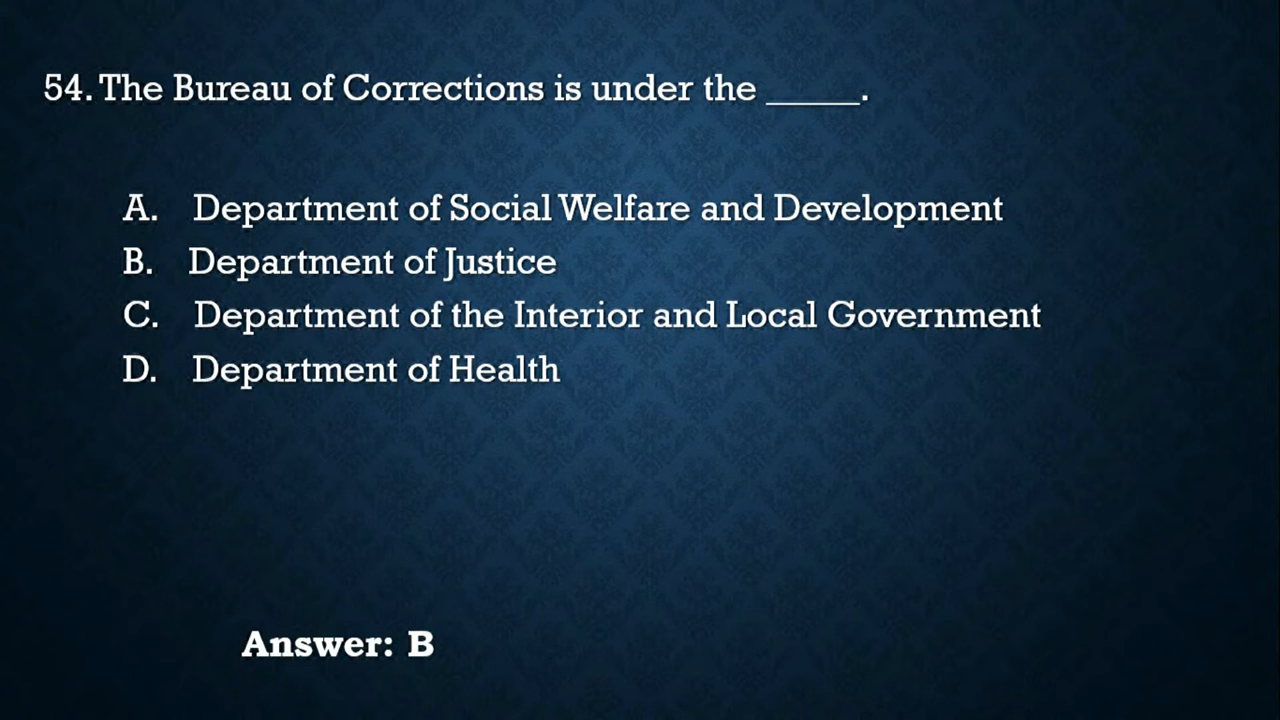 54. The Bureau of Corrections is under the _____.
A. Department of Social Welfare and Development
B. Department of Justice
C. Department of the Interior and Local Government
D. Department of Health
Answer: B